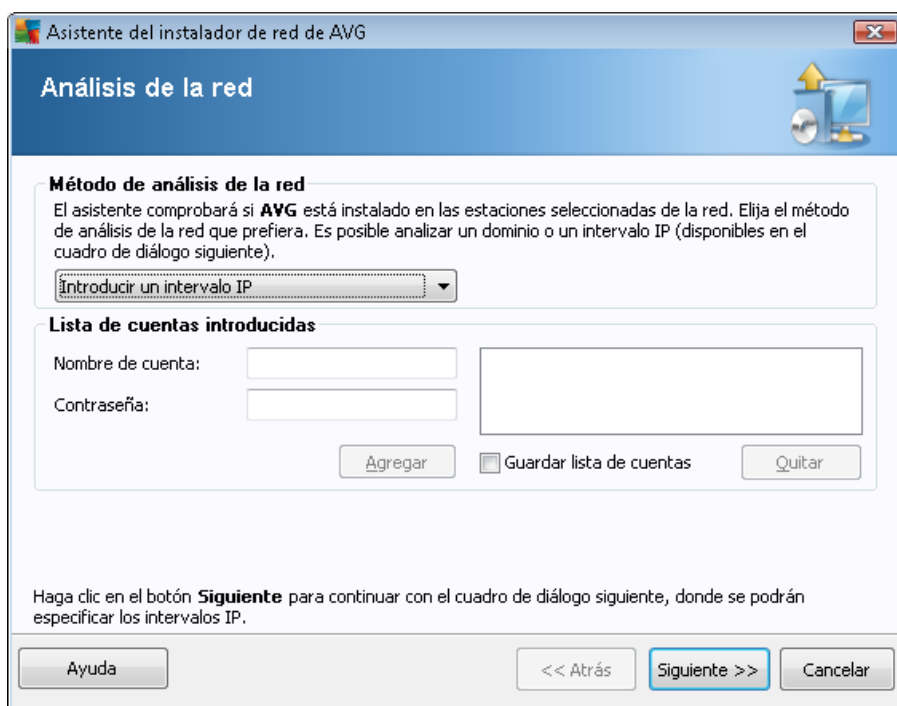 Asistente del instalador de red de AVG
Análisis de la red
Método de análisis de la red
El asistente comprobará si AVG está instalado en las estaciones seleccionadas de la red. Elija el método
de análisis de la red que prefiera. Es posible analizar un dominio o un intervalo IP (disponibles en el
cuadro de diálogo siguiente).
Introducir un intervalo IP
Lista de cuentas introducidas
Nombre de cuenta:
Contraseña:
Agregar
Guardar lista de cuentas
Quitar
Haga clic en el botón Siguiente para continuar con el cuadro de diálogo siguiente, donde se podrán
especificar los intervalos IP.
Ayuda
<< Atrás
Siguiente >>
Cancelar